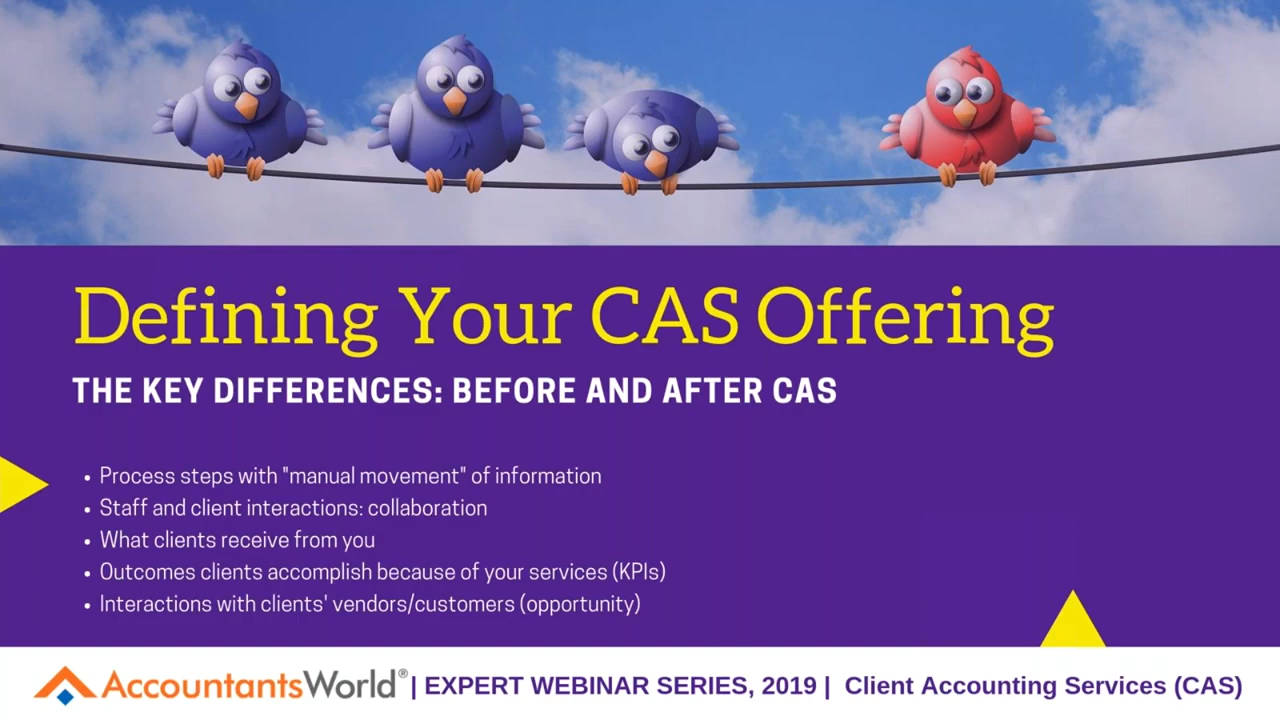 Defining Your CAS Offering
THE KEY DIFFERENCES: BEFORE AND AFTER CAS
• Process steps with "manual movement" of information
• Staff and client interactions: collaboration
• What clients receive from you
• Outcomes clients accomplish because of your services (KPIs)
• Interactions with clients' vendors/customers (opportunity)
AccountantsWorld® | EXPERT WEBINAR SERIES, 2019 | Client Accounting Services (CAS)